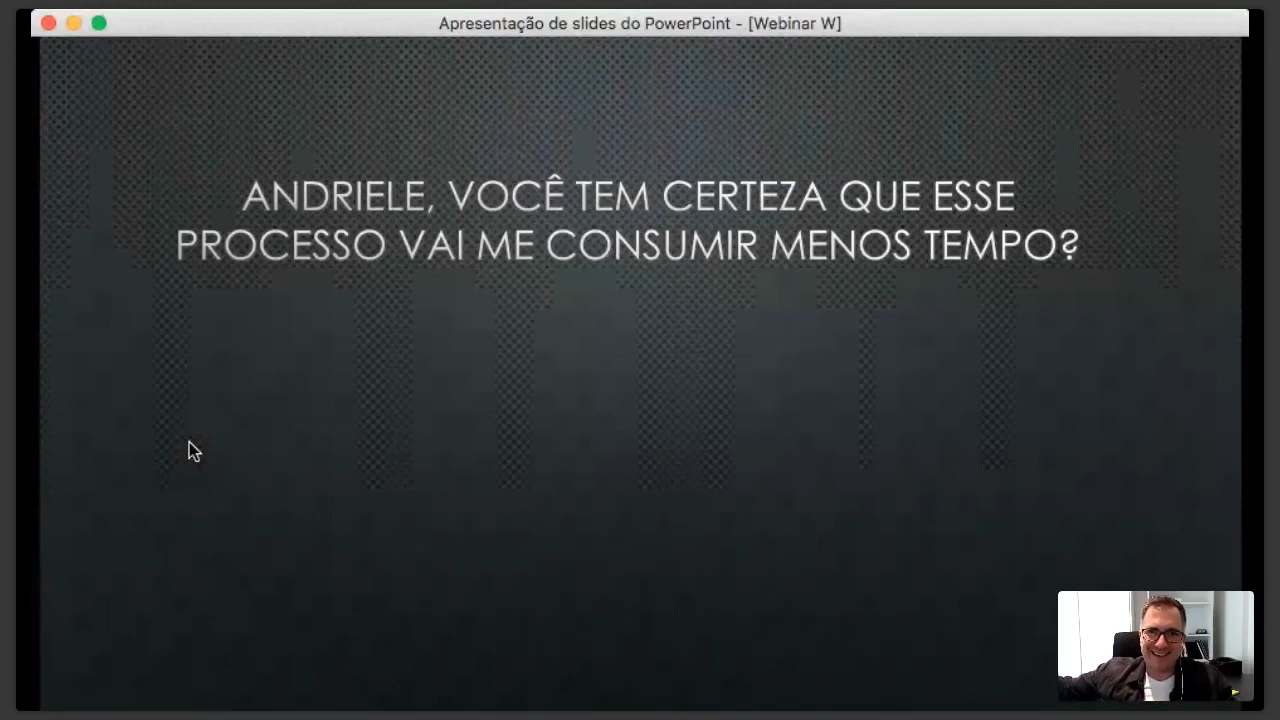 Apresentação de slides do PowerPoint - [Webinar W]
ANDRIELE, VOCÊ TEM CERTEZA QUE ESSE
PROCESSO VAI ME CONSUMIR MENOS TEMPO?